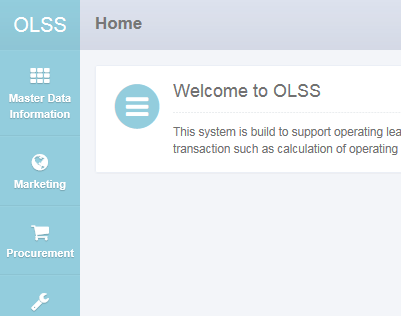 OLSS
Home
Master Data
Information
Marketing
Procurement
Welcome to OLSS
This system is build to support operating lea
transaction such as calculation of operating